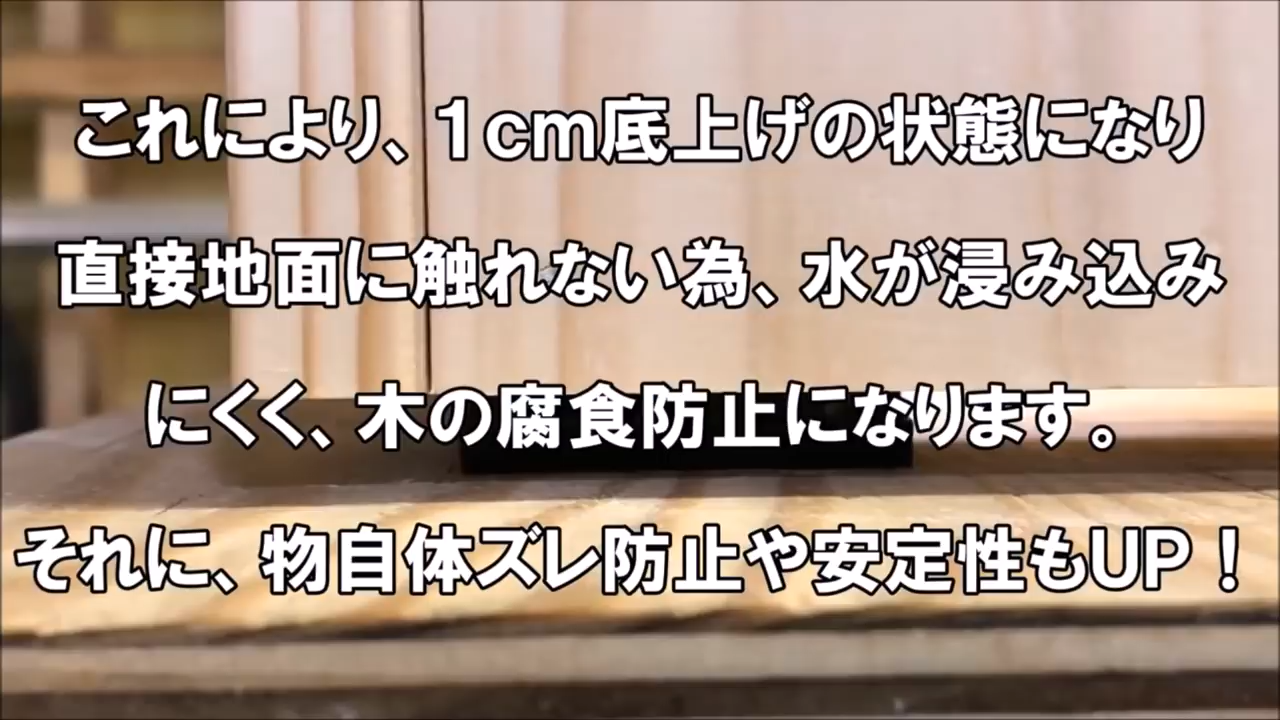 これにより、１cm底上げの状態になり
直接地面に触れない為、水が浸み込み
にくく、木の腐食防止になります。
それに、物自体ズレ防止や安定性もUP！